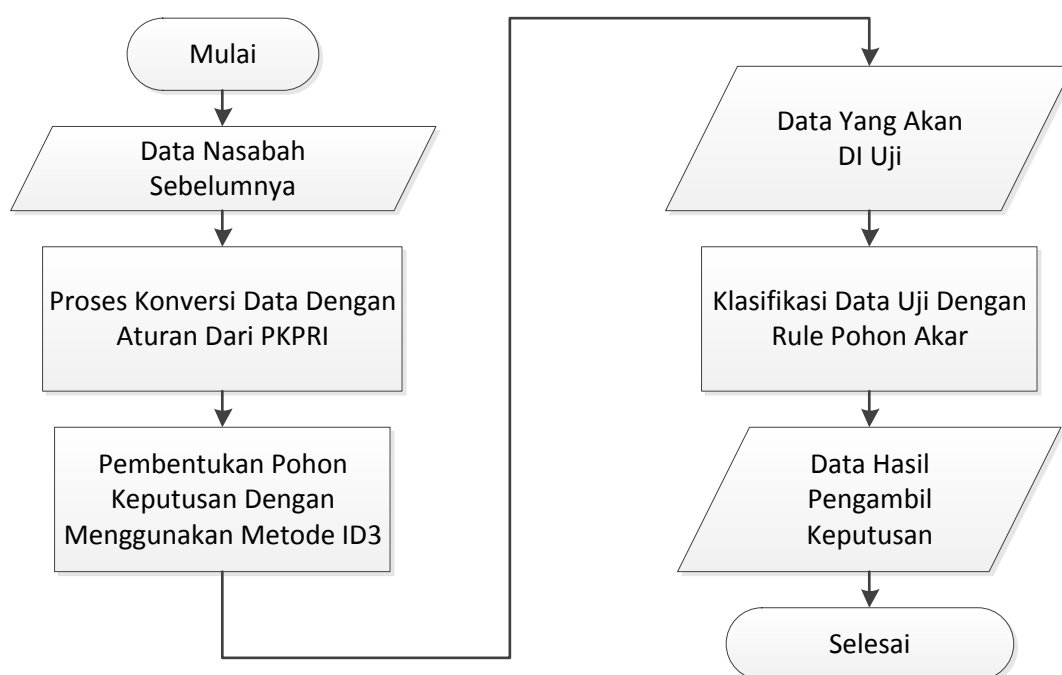 Mulai
Data Nasabah
Sebelumnya
Proses Konversi Data Dengan
Aturan Dari PKPRI
Pembentukan Pohon
Keputusan Dengan
Menggunakan Metode ID3
Data Yang Akan
DI Uji
Klasifikasi Data Uji Dengan
Rule Pohon Akar
Data Hasil
Pengambil
Keputusan
Selesai